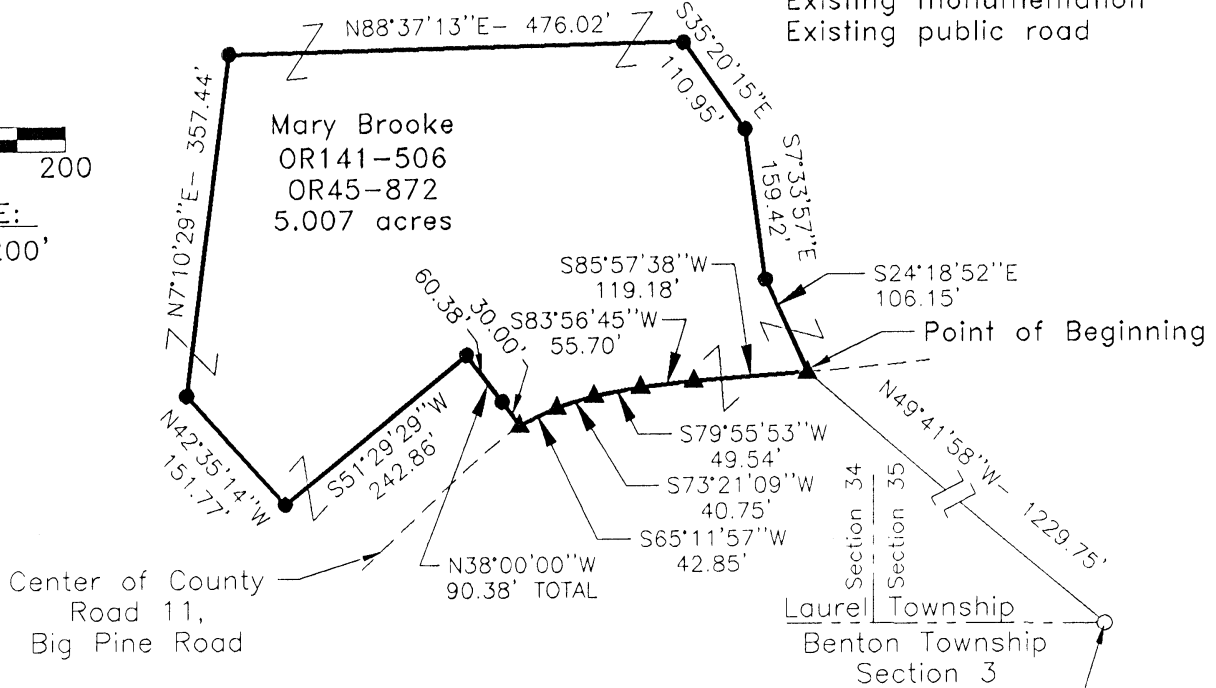 Existing monumentation
Existing public road
N88°37'13"E- 476.02'
S35°20'15"E
110.95'
N7°10'29"E- 357.44'
Mary Brooke
OR141-506
OR45-872
5.007 acres
200
E:
200'
S7°33'57"E
159.42'
S85°57'38"W
119.18'
S24°18'52"E
106.15'
60.38'
30.00'
S83°56'45"W
55.70'
Point of Beginning
N42°35'14"W
151.77'
S51°29'29"W
242.86'
S79°55'53"W
49.54'
S73°21'09"W
40.75'
S65°11'57"W
42.85'
N38°00'00"W
90.38' TOTAL
N49°41'58"W- 1229.75'
Section 34
Section 35
Center of County
Road 11,
Big Pine Road
Laurel Township
Benton Township
Section 3